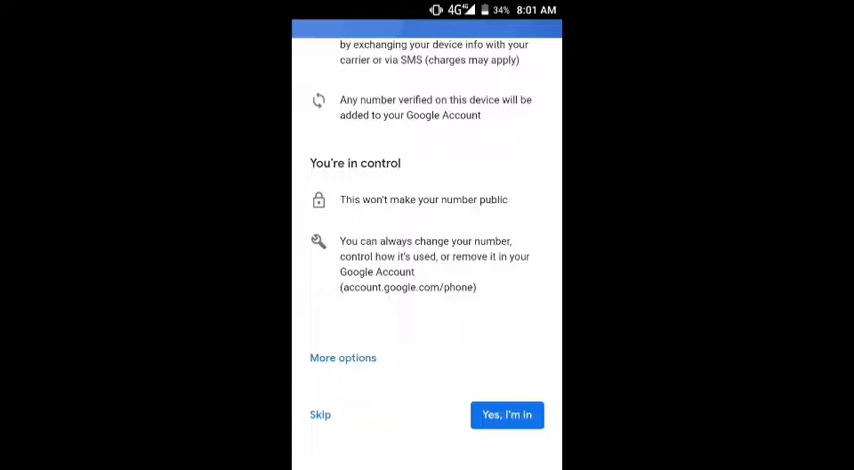 4G 34% 8:01 AM
by exchanging your device info with your
carrier or via SMS (charges may apply)
Any number verified on this device will be
added to your Google Account
You're in control
This won't make your number public
You can always change your number,
control how it's used, or remove it in your
Google Account
(account.google.com/phone)
More options
Skip
Yes, I'm in